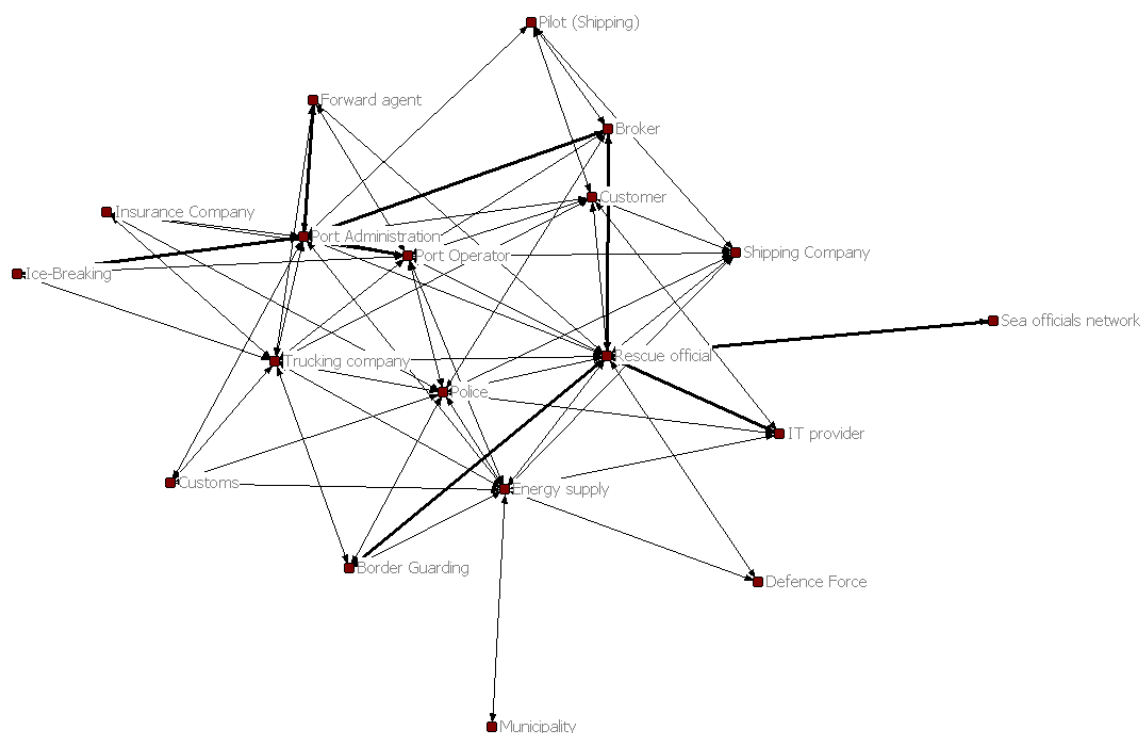 Pilot (Shipping)
Forward agent
Broker
Customer
Insurance Company
Port Administration
Port Operator
Shipping Company
Ice-Breaking
Sea officials network
Trucking company
Rescue official
Police
IT provider
Customs
Energy supply
Border Guarding
Defence Force
Municipality